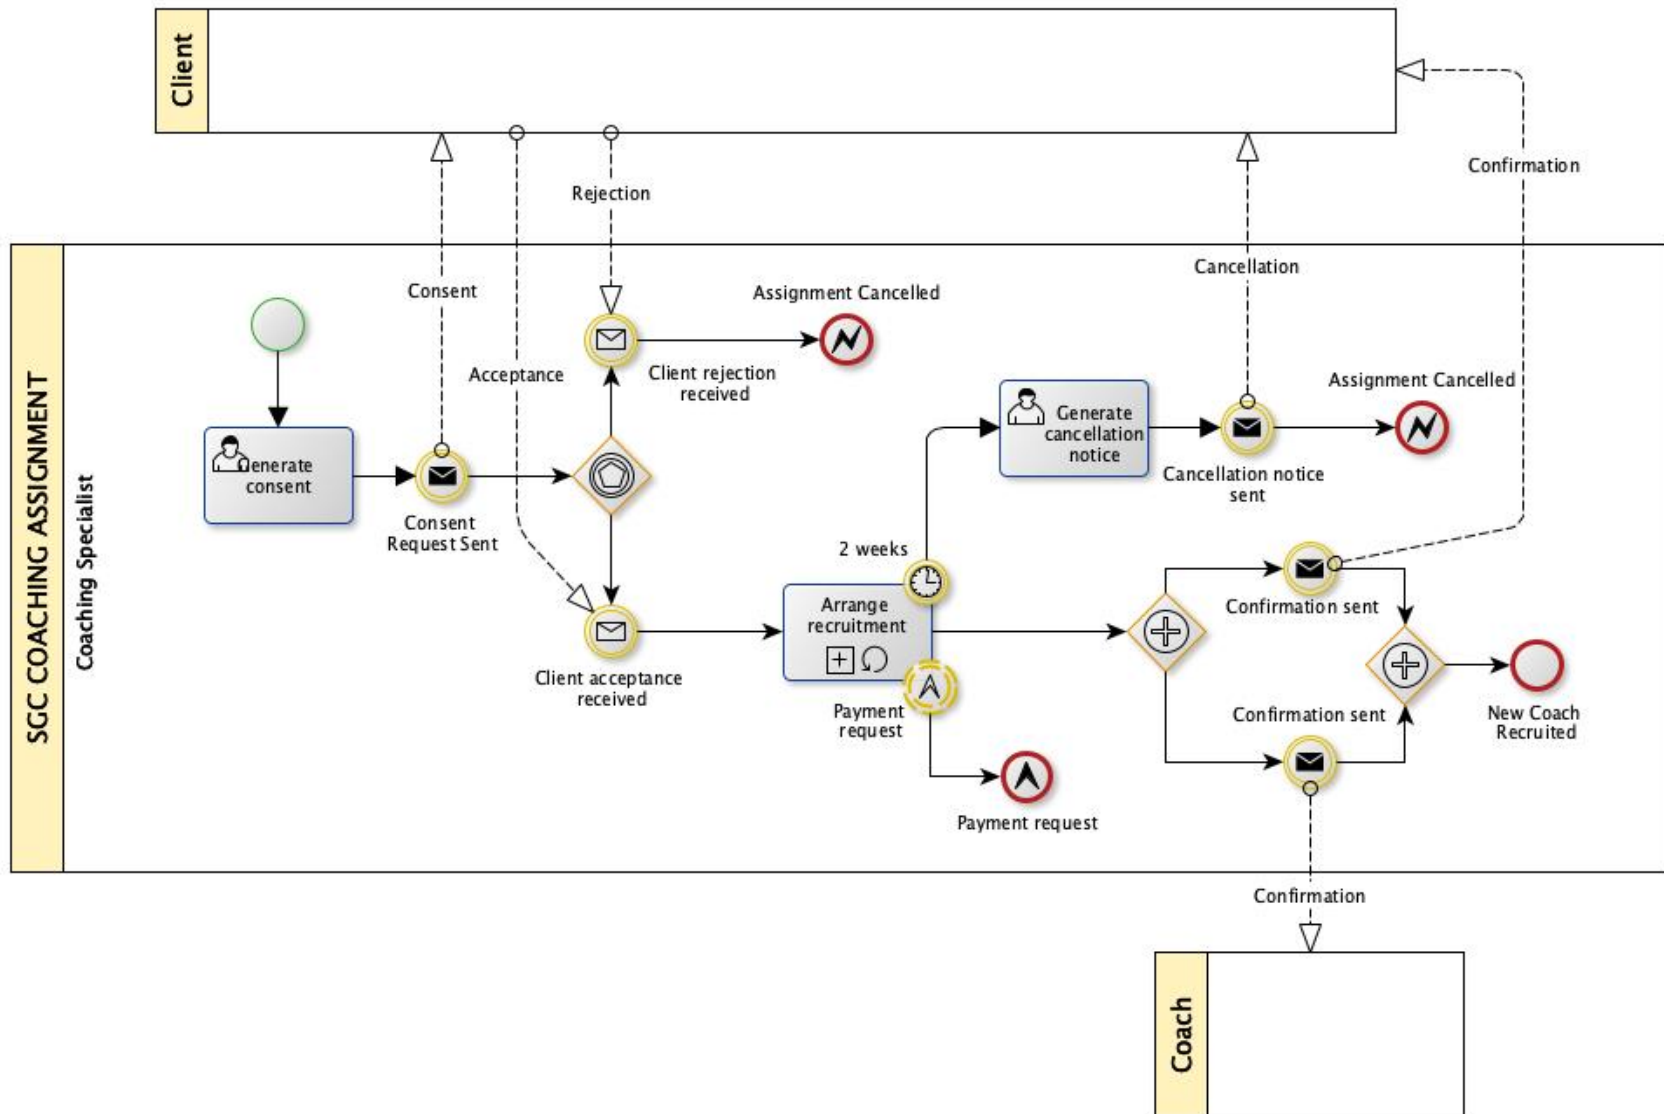 Client
Rejection
Confirmation
Cancellation
Consent
Assignment Cancelled
Acceptance
Client rejection
received
Assignment Cancelled
SGC COACHING ASSIGNMENT
Coaching Specialist
Generate
cancellation
notice
enerate
consent
Cancellation notice
sent
Consent
Request Sent
2 weeks
Arrange
recruitment
Confirmation sent
Client acceptance
received
Payment
request
Confirmation sent
New Coach
Recruited
Payment request
Confirmation
Coach